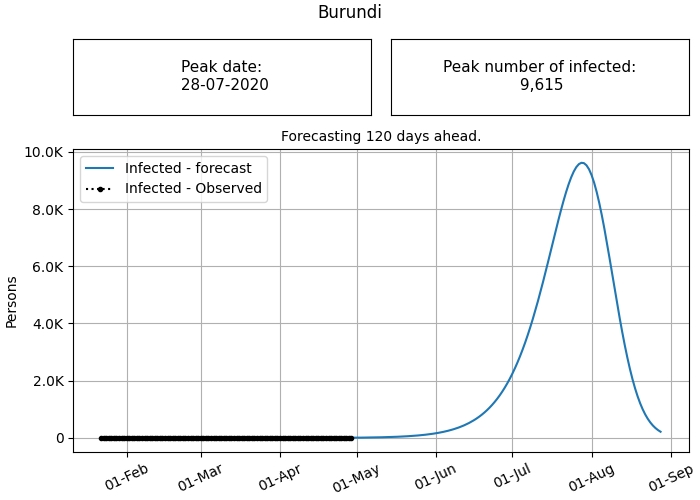 Burundi
Peak date:
28-07-2020
Peak number of infected:
9,615
Forecasting 120 days ahead.
Infected - forecast
Infected - Observed
Persons
10.0K
8.0K
6.0K
4.0K
2.0K
0
01-Feb
01-Mar
01-Apr
01-May
01-Jun
01-Jul
01-Aug
01-Sep